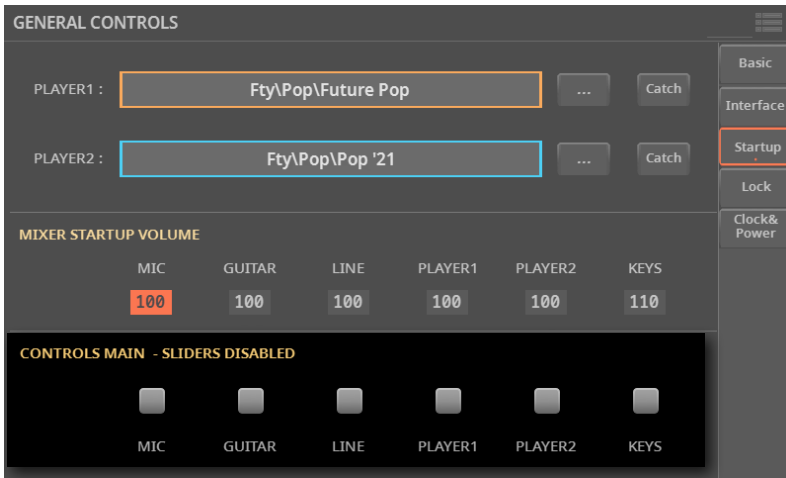 GENERAL CONTROLS
Basic
PLAYER1 : Fty\Pop\Future Pop ... Catch
Interface
PLAYER2 : Fty\Pop\Pop '21 ... Catch
Startup
Lock
Clock&
Power
MIXER STARTUP VOLUME
MIC GUITAR LINE PLAYER1 PLAYER2 KEYS
100 100 100 100 100 110
CONTROLS MAIN - SLIDERS DISABLED
MIC GUITAR LINE PLAYER1 PLAYER2 KEYS